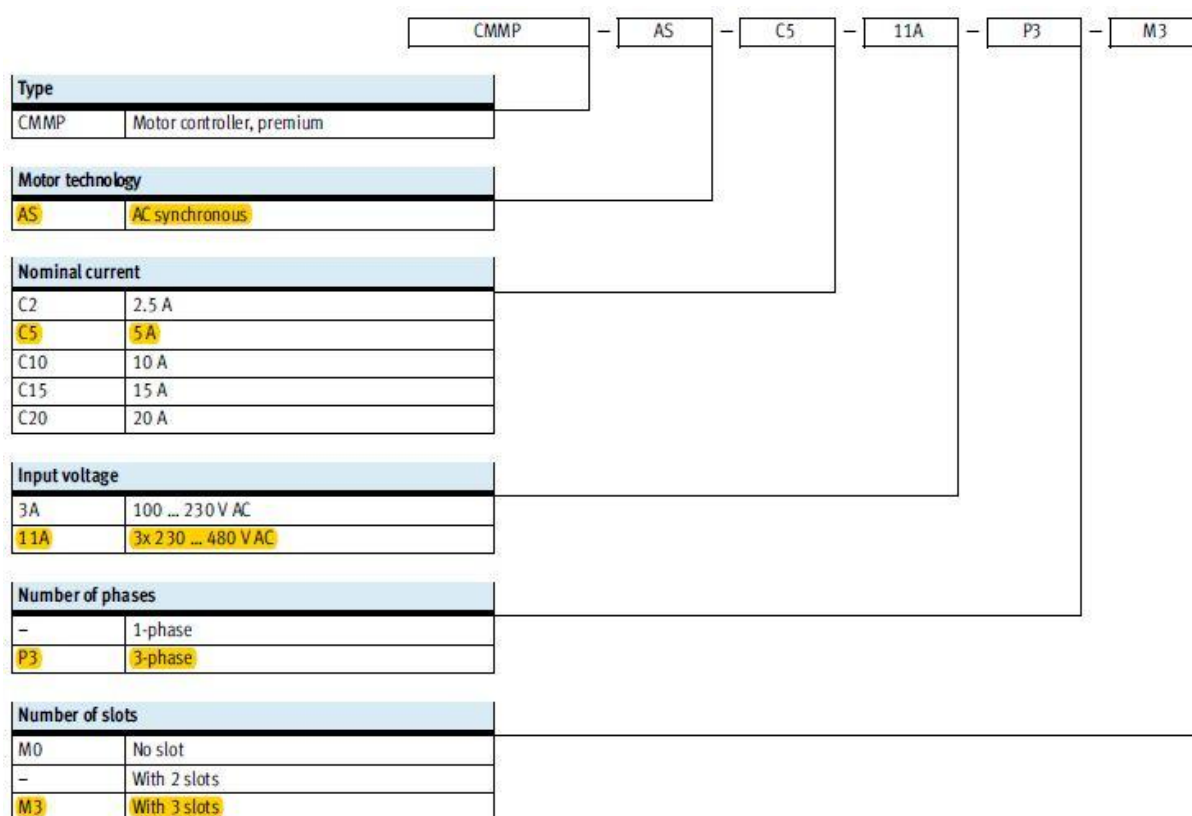 CMMP – AS – C5 – 11A – P3 – M3
Type
CMMP Motor controller, premium
Motor technology
AS AC synchronous
Nominal current
C2 2.5 A
C5 5 A
C10 10 A
C15 15 A
C20 20 A
Input voltage
3A 100 ... 230 V AC
11A 3x 230 ... 480 V AC
Number of phases
– 1-phase
P3 3-phase
Number of slots
M0 No slot
– With 2 slots
M3 With 3 slots